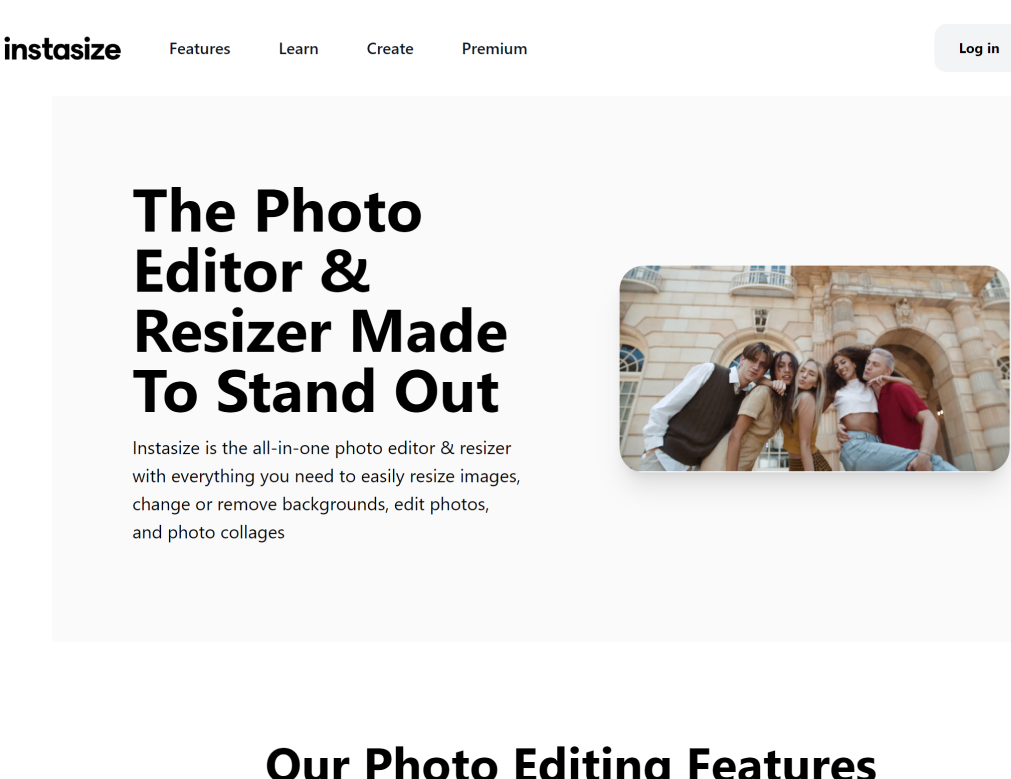 instasize
Features
Learn
Create
Premium
Log in
The Photo
Editor &
Resizer Made
To Stand Out
Instasize is the all-in-one photo editor & resizer
with everything you need to easily resize images,
change or remove backgrounds, edit photos,
and photo collages
Our Photo Editing Features